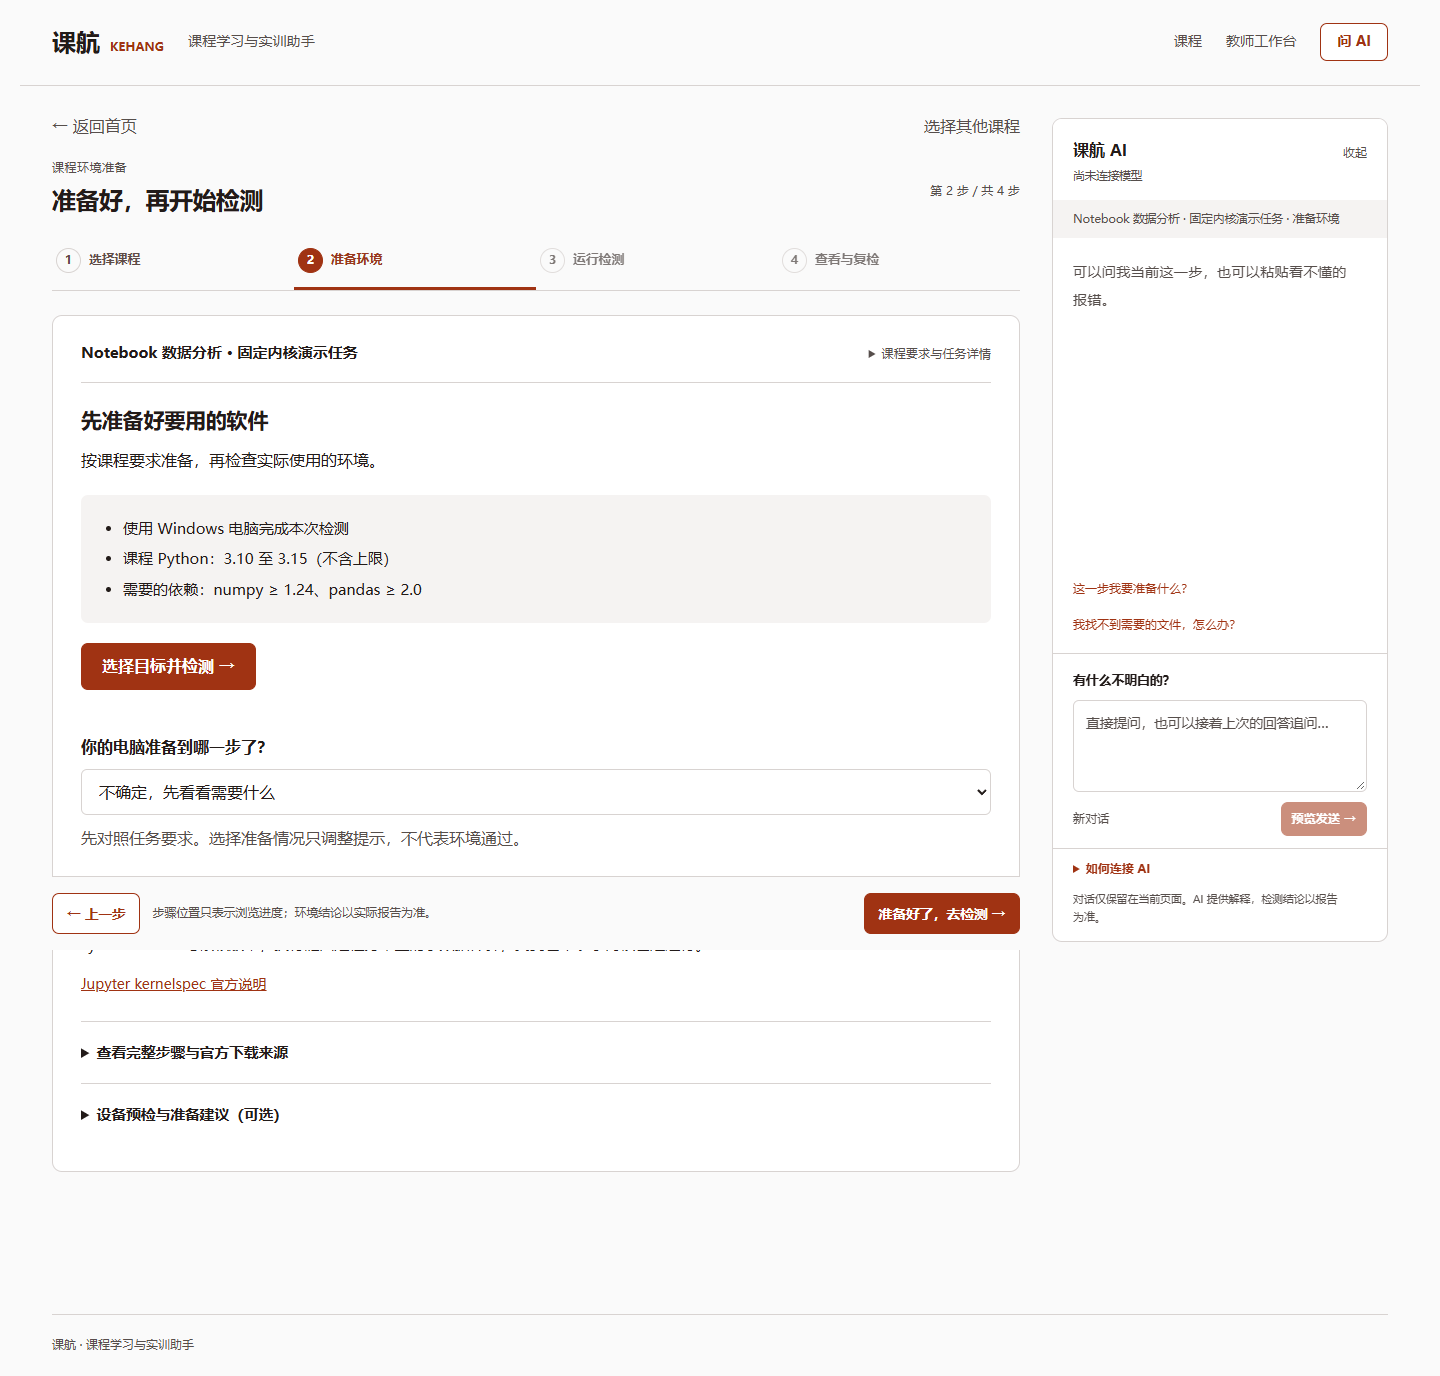 课航 KEHANG 课程学习与实训助手
课程 教师工作台 问 AI
← 返回首页 选择其他课程
课程环境准备
准备好，再开始检测
第 2 步 / 共 4 步
1 选择课程 2 准备环境 3 运行检测 4 查看与复检
Notebook 数据分析 • 固定内核演示任务
▶ 课程要求与任务详情
先准备好要用的软件
按课程要求准备，再检查实际使用的环境。
• 使用 Windows 电脑完成本次检测
• 课程 Python：3.10 至 3.15（不含上限）
• 需要的依赖：numpy ≥ 1.24、pandas ≥ 2.0
选择目标并检测 →
你的电脑准备到哪一步了？
不确定，先看看需要什么
先对照任务要求。选择准备情况只调整提示，不代表环境通过。
← 上一步 步骤位置只表示浏览进度；环境结论以实际报告为准。 准备好了，去检测 →
Jupyter kernelspec 官方说明
▶ 查看完整步骤与官方下载来源
▶ 设备预检与准备建议（可选）
课航 AI
收起
尚未连接模型
Notebook 数据分析 · 固定内核演示任务 · 准备环境
可以问我当前这一步，也可以粘贴看不懂的
报错。
这一步我要准备什么？
我找不到需要的文件，怎么办？
有什么不明白的？
直接提问，也可以接着上次的回答追问...
新对话 预览发送 →
▶ 如何连接 AI
对话仅保留在当前页面。AI 提供解释，检测结论以报告
为准。
课航 · 课程学习与实训助手